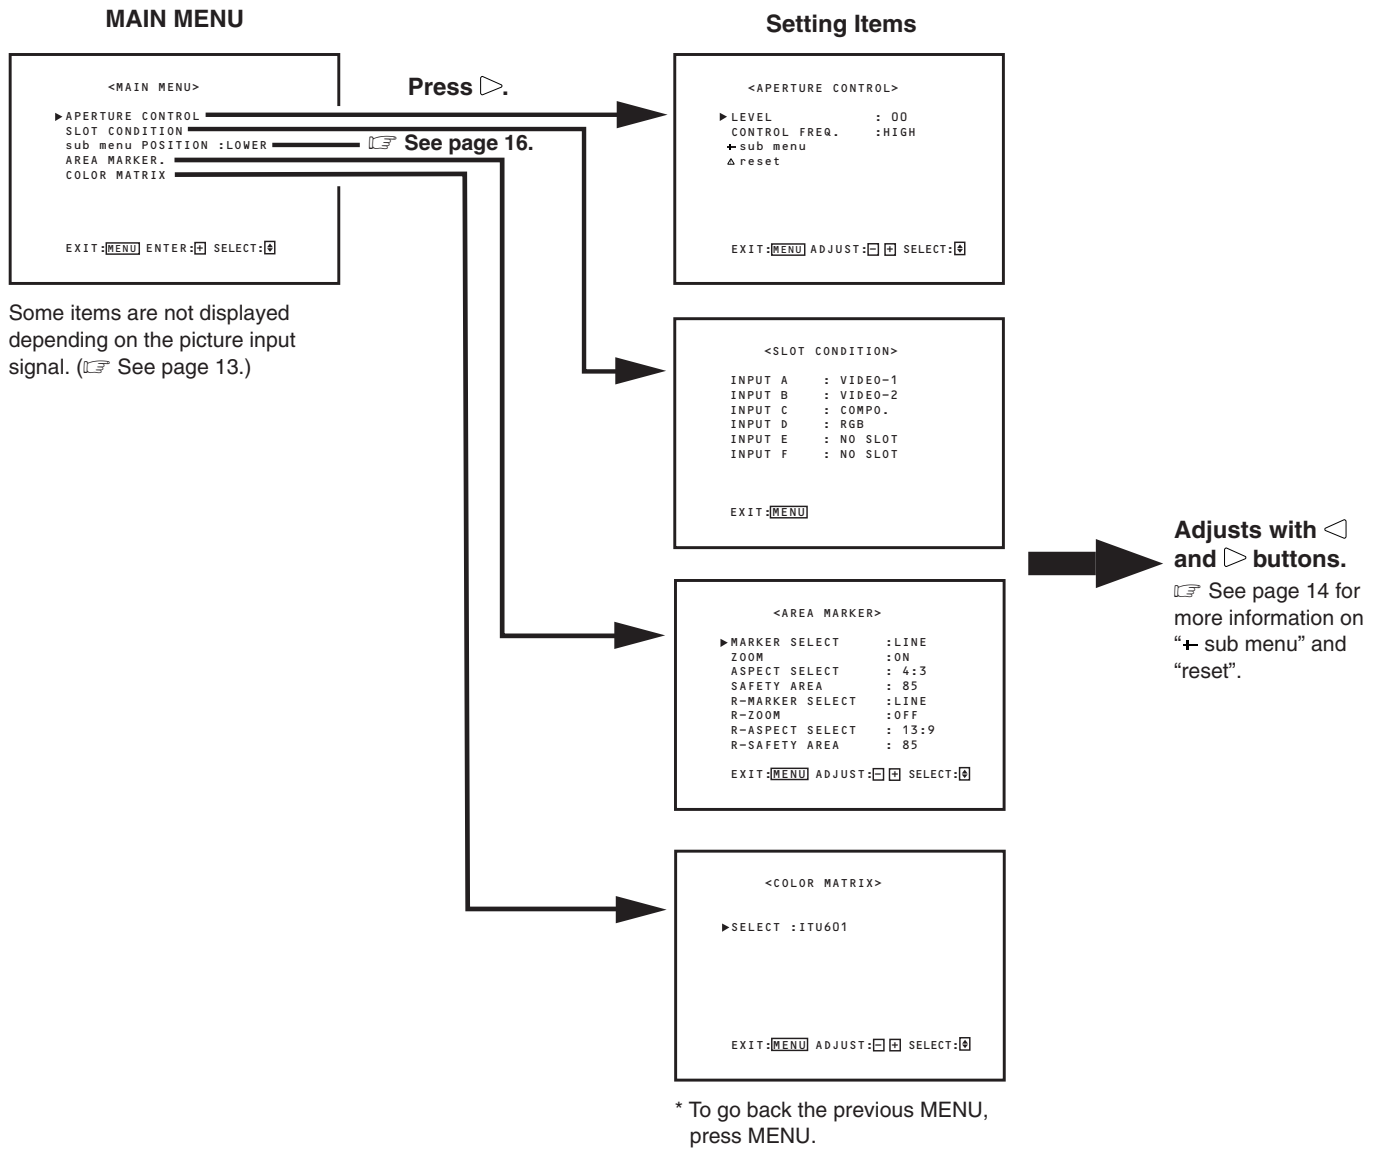 MAIN MENU
<MAIN MENU>
▶APERTURE CONTROL
SLOT CONDITION
sub menu POSITION :LOWER
AREA MARKER.
COLOR MATRIX
EXIT:MENU ENTER:+ SELECT:
Some items are not displayed
depending on the picture input
signal. (☞ See page 13.)
Press ▷.
☞ See page 16.
Setting Items
<APERTURE CONTROL>
▶LEVEL : 00
CONTROL FREQ. :HIGH
+sub menu
△reset
EXIT:MENU ADJUST:- + SELECT:
<SLOT CONDITION>
INPUT A : VIDEO-1
INPUT B : VIDEO-2
INPUT C : COMPO.
INPUT D : RGB
INPUT E : NO SLOT
INPUT F : NO SLOT
EXIT:MENU
<AREA MARKER>
▶MARKER SELECT :LINE
ZOOM :ON
ASPECT SELECT : 4:3
SAFETY AREA : 85
R-MARKER SELECT :LINE
R-ZOOM :OFF
R-ASPECT SELECT : 13:9
R-SAFETY AREA : 85
EXIT:MENU ADJUST:- + SELECT:
<COLOR MATRIX>
▶SELECT :ITU601
EXIT:MENU ADJUST:- + SELECT:
* To go back the previous MENU,
press MENU.
Adjusts with ◁
and ▷ buttons.
☞ See page 14 for
more information on
“+ sub menu” and
“reset”.